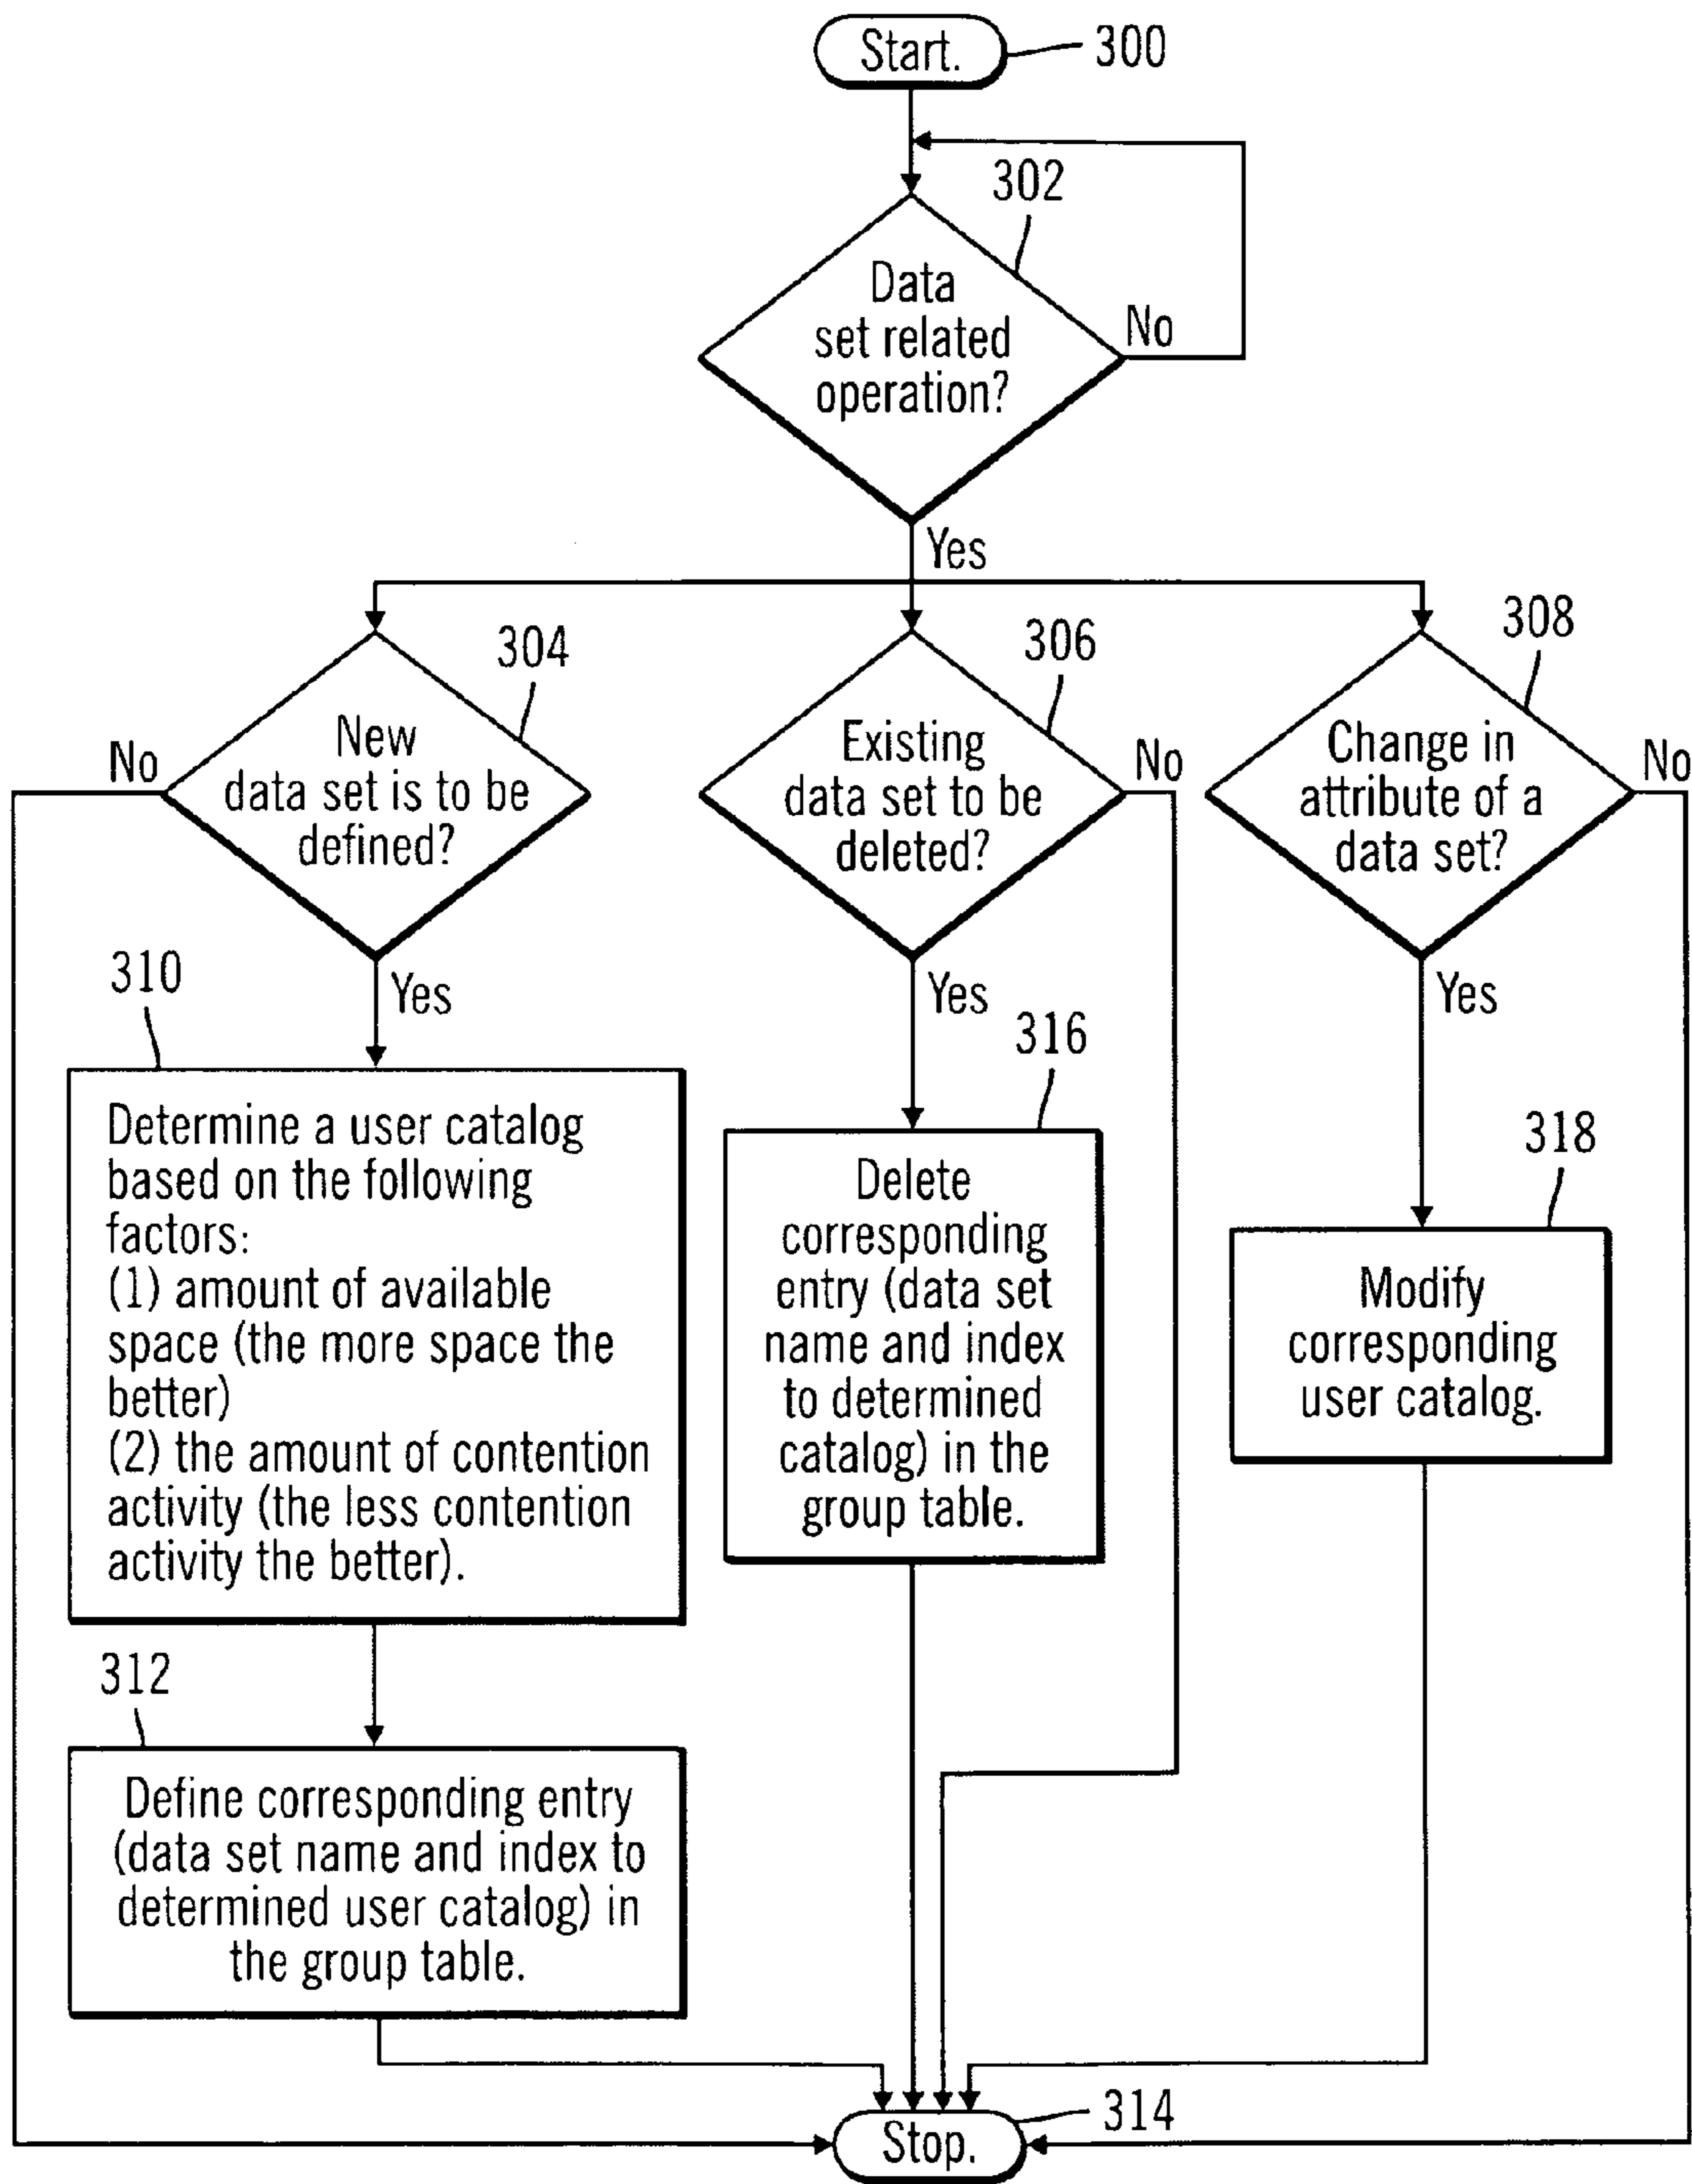 Start.
300
302
Data
set related
operation?
No
Yes
304
New
data set is to be
defined?
No
Yes
306
Existing
data set to be
deleted?
No
Yes
308
Change in
attribute of a
data set?
No
Yes
310
Determine a user catalog
based on the following
factors:
(1) amount of available
space (the more space the
better)
(2) the amount of contention
activity (the less contention
activity the better).
316
Delete
corresponding
entry (data set
name and index
to determined
catalog) in the
group table.
318
Modify
corresponding
user catalog.
312
Define corresponding entry
(data set name and index to
determined user catalog) in
the group table.
314
Stop.